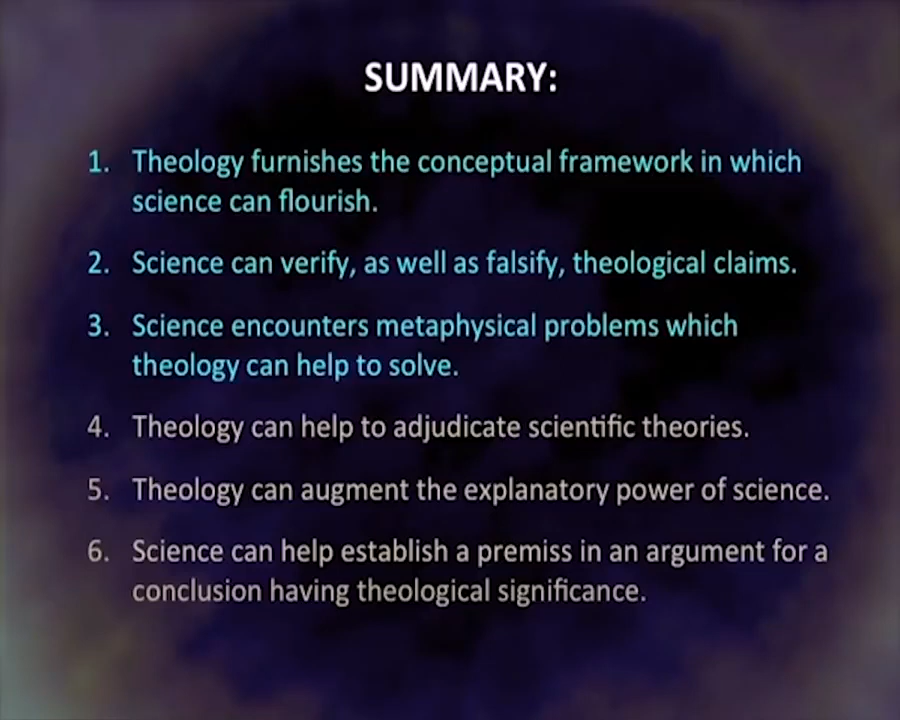 SUMMARY:
1. Theology furnishes the conceptual framework in which
science can flourish.
2. Science can verify, as well as falsify, theological claims.
3. Science encounters metaphysical problems which
theology can help to solve.
4. Theology can help to adjudicate scientific theories.
5. Theology can augment the explanatory power of science.
6. Science can help establish a premiss in an argument for a
conclusion having theological significance.